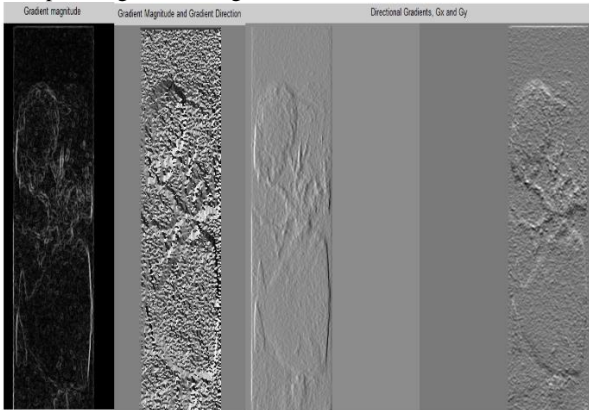 Gradient magnitude
Gradient Magnitude and Gradient Direction
Directional Gradients, Gx and Gy